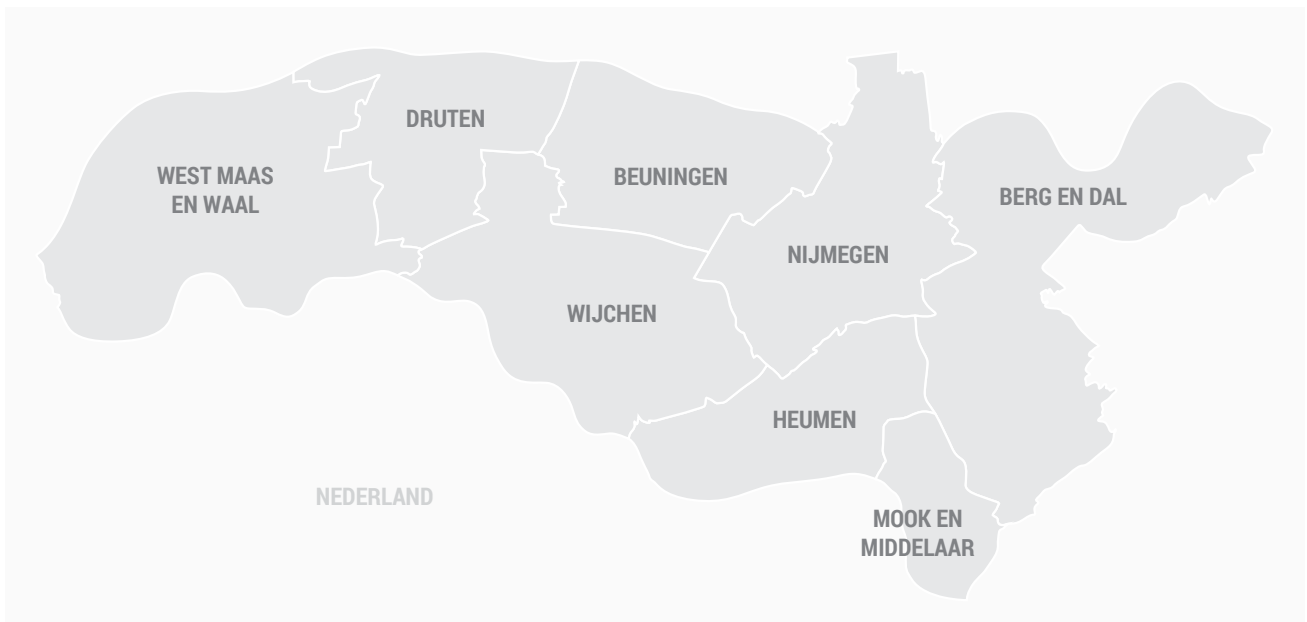 DRUTEN
WEST MAAS
EN WAAL
BEUNINGEN
BERG EN DAL
NIJMEGEN
WIJCHEN
HEUMEN
NEDERLAND
MOOK EN
MIDDELAAR